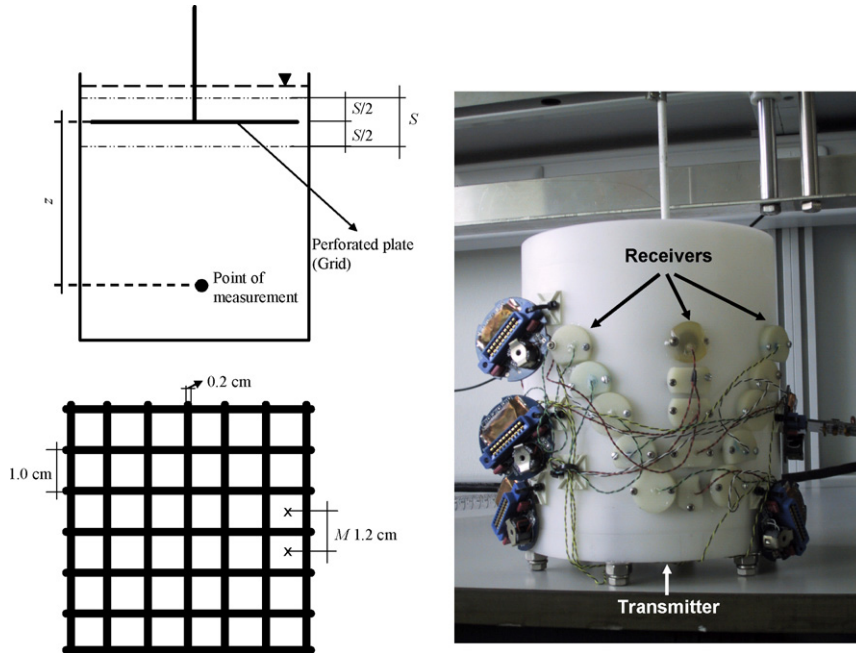 S/2
S
S/2
z
Perforated plate
(Grid)
Point of
measurement
0.2 cm
1.0 cm
M 1.2 cm
Receivers
Transmitter